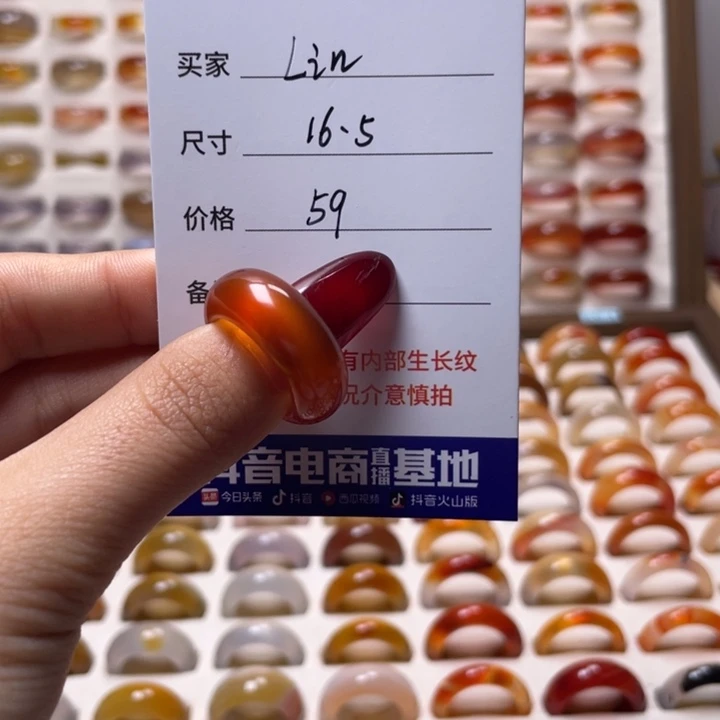 买家 Lin
尺寸 16.5
价格 59
备
有内部生长纹
况介意慎拍
抖音电商直播基地
今日头条 抖音 西瓜视频 抖音火山版